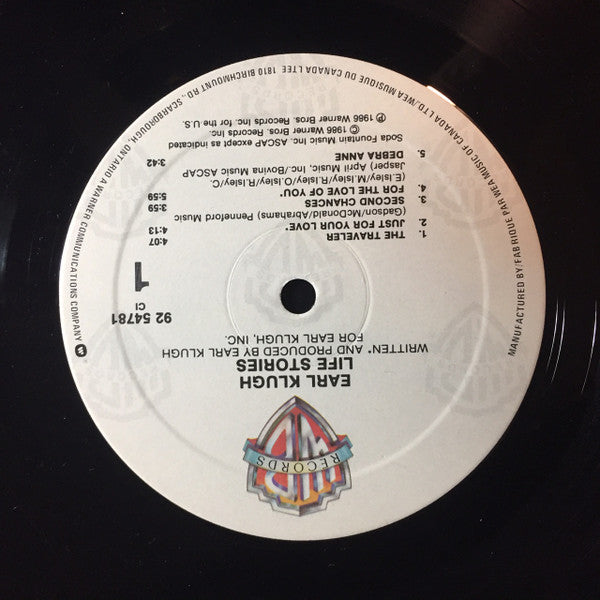 WB
RECORDS
EARL KLUGH
LIFE STORIES
WRITTEN* AND PRODUCED BY EARL KLUGH
FOR EARL KLUGH, INC.
92 54781
CI
1
1. THE TRAVELER 4:07
2. JUST FOR YOUR LOVE* 4:13
(Gadson/McDonald/Abrahams) Penneford Music
3. SECOND CHANCES 3:59
4. FOR THE LOVE OF YOU* 5:59
(E.Isley/M.Isley/R.Isley/O.Isley/R.Isley/C.
Jasper) April Music, Inc./Bovina Music ASCAP
5. DEBRA ANNE 3:42
Soda Fountain Music Inc. ASCAP except as indicated
© 1986 Warner Bros. Records Inc.
℗ 1986 Warner Bros. Records Inc. for the U.S.
MANUFACTURED BY/FABRIQUE PAR WEA MUSIC OF CANADA LTD./WEA MUSIQUE DU CANADA LTEE 1810 BIRCHMOUNT RD., SCARBOROUGH, ONTARIO A WARNER COMMUNICATIONS COMPANY